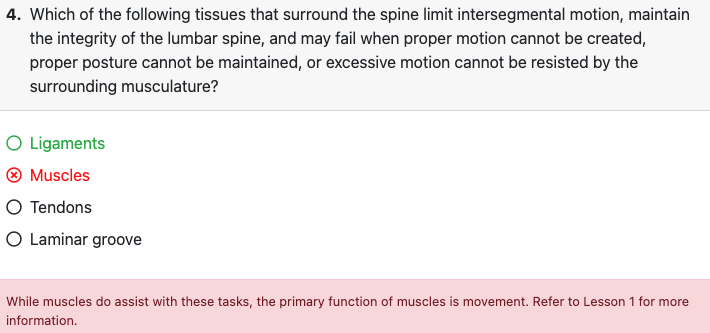 4. Which of the following tissues that surround the spine limit intersegmental motion, maintain
the integrity of the lumbar spine, and may fail when proper motion cannot be created,
proper posture cannot be maintained, or excessive motion cannot be resisted by the
surrounding musculature?
Ligaments
Muscles
Tendons
Laminar groove
While muscles do assist with these tasks, the primary function of muscles is movement. Refer to Lesson 1 for more
information.